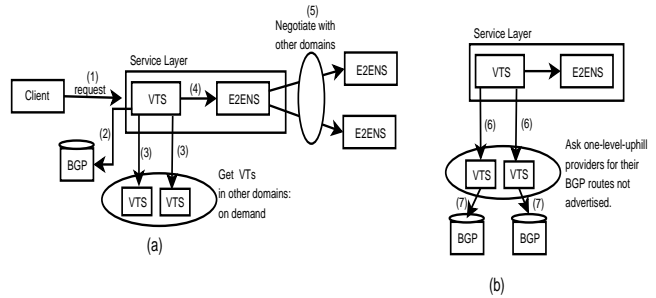 (5)
Negotiate with
other domains
Service Layer
(1)
request
Client
VTS
(4)
E2ENS
E2ENS
E2ENS
(2)
BGP
(3)
(3)
VTS
VTS
Get VTs
in other domains:
on demand
(a)
Service Layer
VTS
E2ENS
(6)
(6)
VTS
VTS
Ask one-level-uphill
providers for their
BGP routes not
advertised.
(7)
(7)
BGP
BGP
(b)